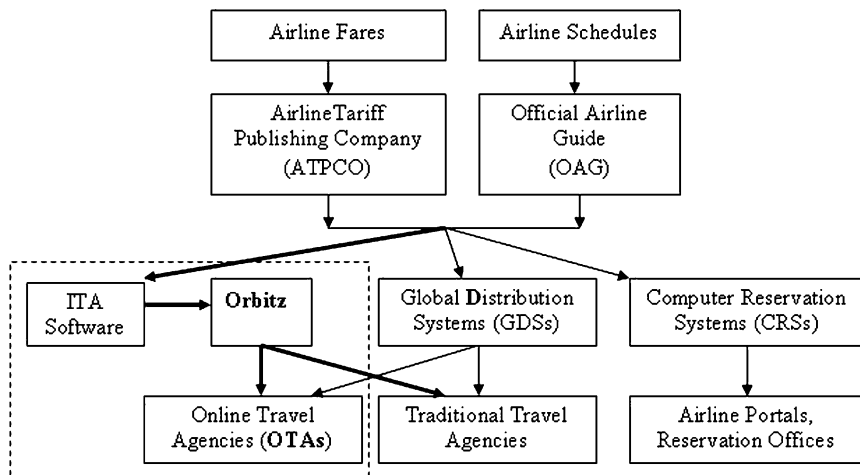 Airline Fares
Airline Schedules
AirlineTariff
Publishing Company
(ATPCO)
Official Airline
Guide
(OAG)
ITA
Software
Orbitz
Global Distribution
Systems (GDSs)
Computer Reservation
Systems (CRSs)
Online Travel
Agencies (OTAs)
Traditional Travel
Agencies
Airline Portals,
Reservation Offices